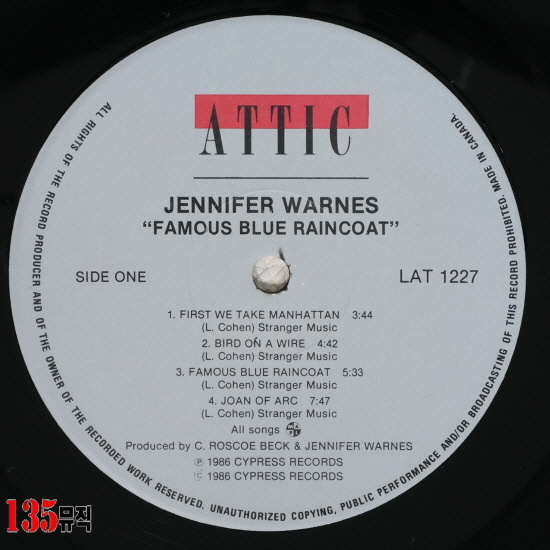 ATTIC
JENNIFER WARNES
"FAMOUS BLUE RAINCOAT"
SIDE ONE
LAT 1227
1. FIRST WE TAKE MANHATTAN 3:44
(L. Cohen) Stranger Music
2. BIRD ON A WIRE 4:42
(L. Cohen) Stranger Music
3. FAMOUS BLUE RAINCOAT 5:33
(L. Cohen) Stranger Music
4. JOAN OF ARC 7:47
(L. Cohen) Stranger Music
All songs
Produced by C. ROSCOE BECK & JENNIFER WARNES
℗ 1986 CYPRESS RECORDS
© 1986 CYPRESS RECORDS
ALL RIGHTS OF THE RECORD PRODUCER AND OF THE OWNER OF THE RECORDED WORK RESERVED. UNAUTHORIZED COPYING, PUBLIC PERFORMANCE AND/OR BROADCASTING OF THIS RECORD PROHIBITED. MADE IN CANADA.
135뮤직